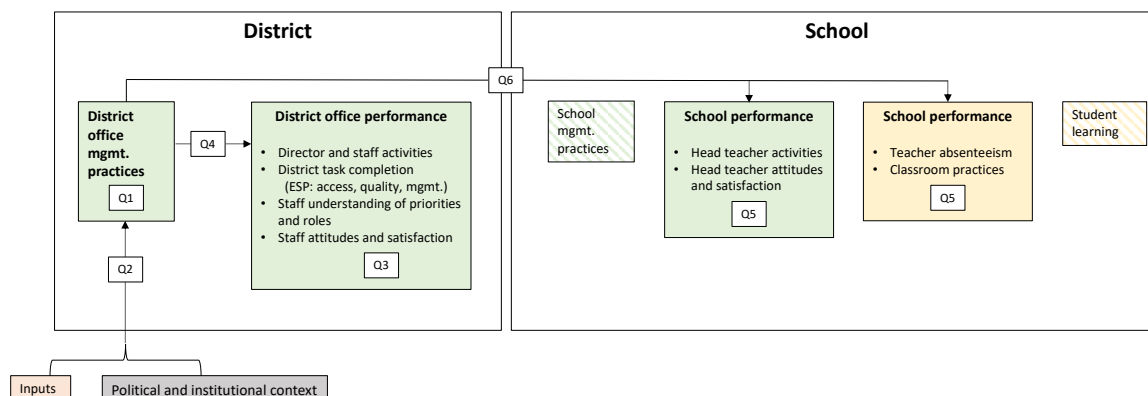 District
School
Q6
District
office
mgmt.
practices
Q1
Q4
District office performance
• Director and staff activities
• District task completion
(ESP: access, quality, mgmt.)
• Staff understanding of priorities
and roles
• Staff attitudes and satisfaction
Q3
Q2
School
mgmt.
practices
School performance
• Head teacher activities
• Head teacher attitudes
and satisfaction
Q5
School performance
• Teacher absenteeism
• Classroom practices
Q5
Student
learning
Inputs
Political and institutional context